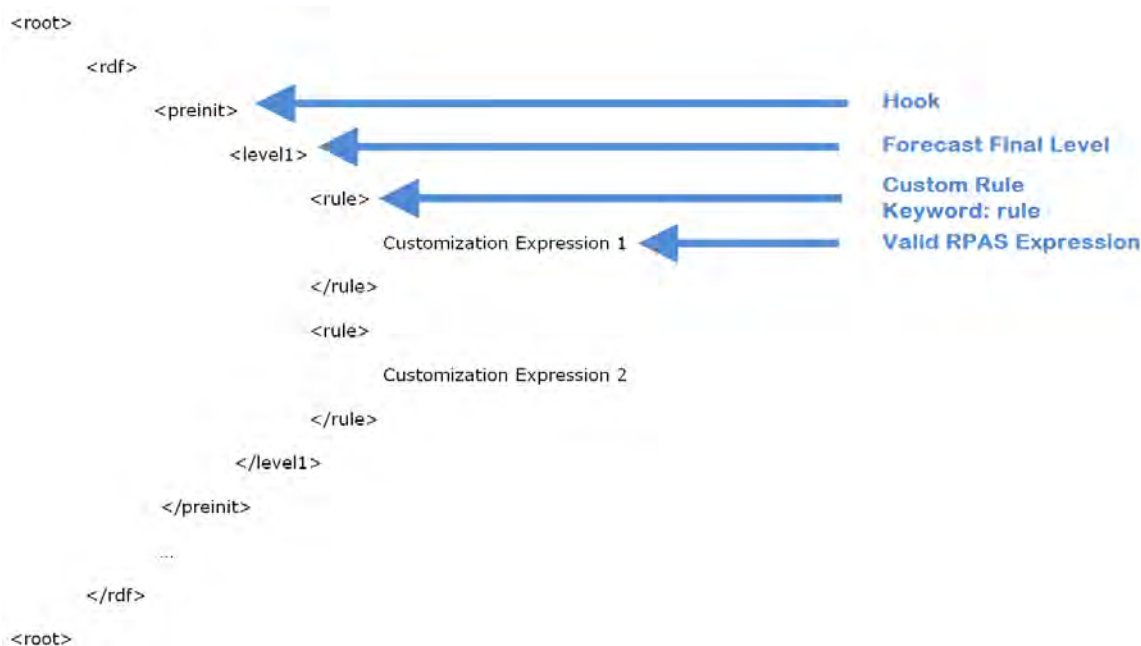 <root>
<rdf>
<preinit> Hook
<level1> Forecast Final Level
<rule> Custom Rule
Keyword: rule
Customization Expression 1 Valid RPAS Expression
</rule>
<rule>
Customization Expression 2
</rule>
</level1>
</preinit>
...
</rdf>
<root>